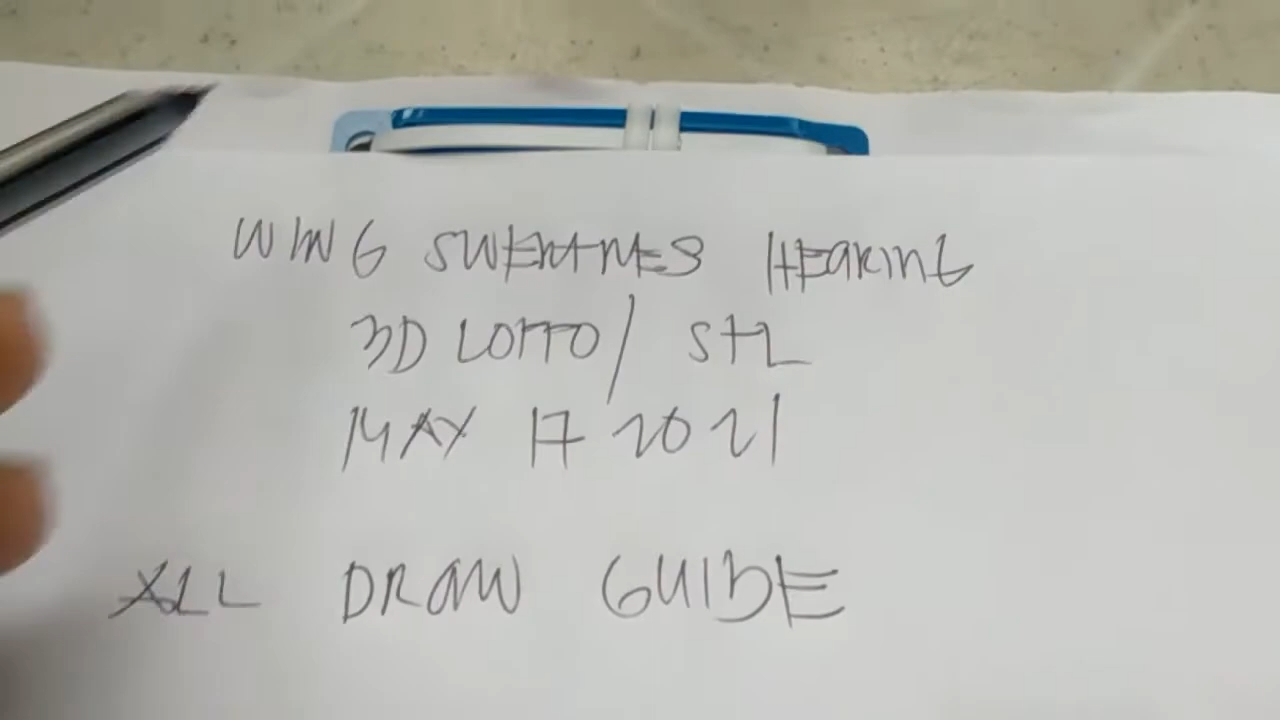 WING SWERTRES HEARING
3D LOTTO/ STL
MAY 17 2021
ALL DRAW GUIDE